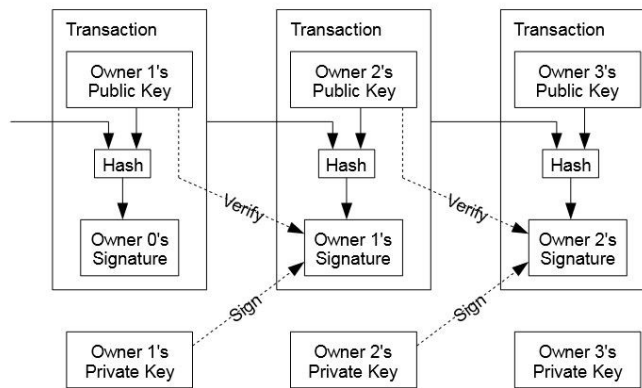 Transaction
Owner 1's
Public Key
Hash
Owner 0's
Signature
Transaction
Owner 2's
Public Key
Hash
Verify
Owner 1's
Signature
Transaction
Owner 3's
Public Key
Hash
Verify
Owner 2's
Signature
Owner 1's
Private Key
Sign
Owner 2's
Private Key
Sign
Owner 3's
Private Key